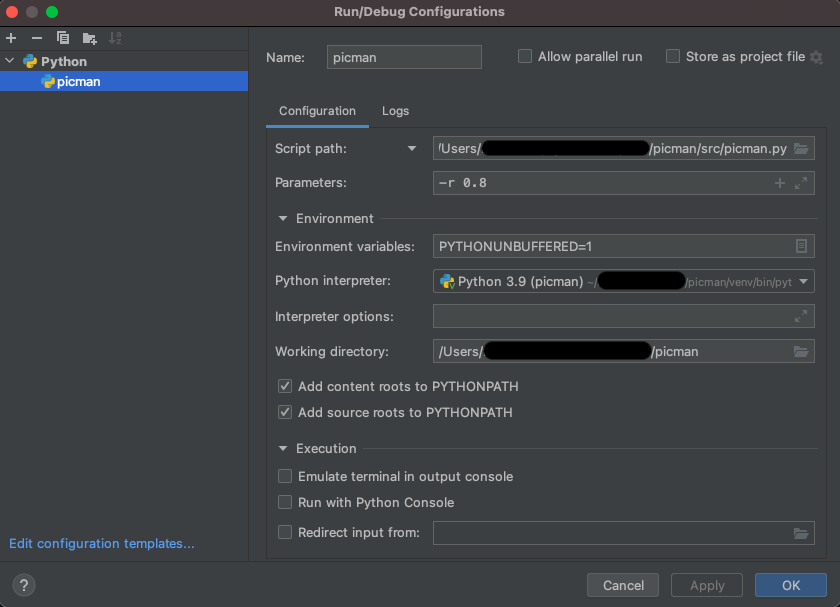 Run/Debug Configurations
Python
picman
Edit configuration templates...
Name: picman
Allow parallel run
Store as project file
Configuration Logs
Script path: /Users/ /picman/src/picman.py
Parameters: -r 0.8
Environment
Environment variables: PYTHONUNBUFFERED=1
Python interpreter: Python 3.9 (picman) ~/ /picman/venv/bin/pyt
Interpreter options:
Working directory: /Users/ /picman
Add content roots to PYTHONPATH
Add source roots to PYTHONPATH
Execution
Emulate terminal in output console
Run with Python Console
Redirect input from:
? Cancel Apply OK